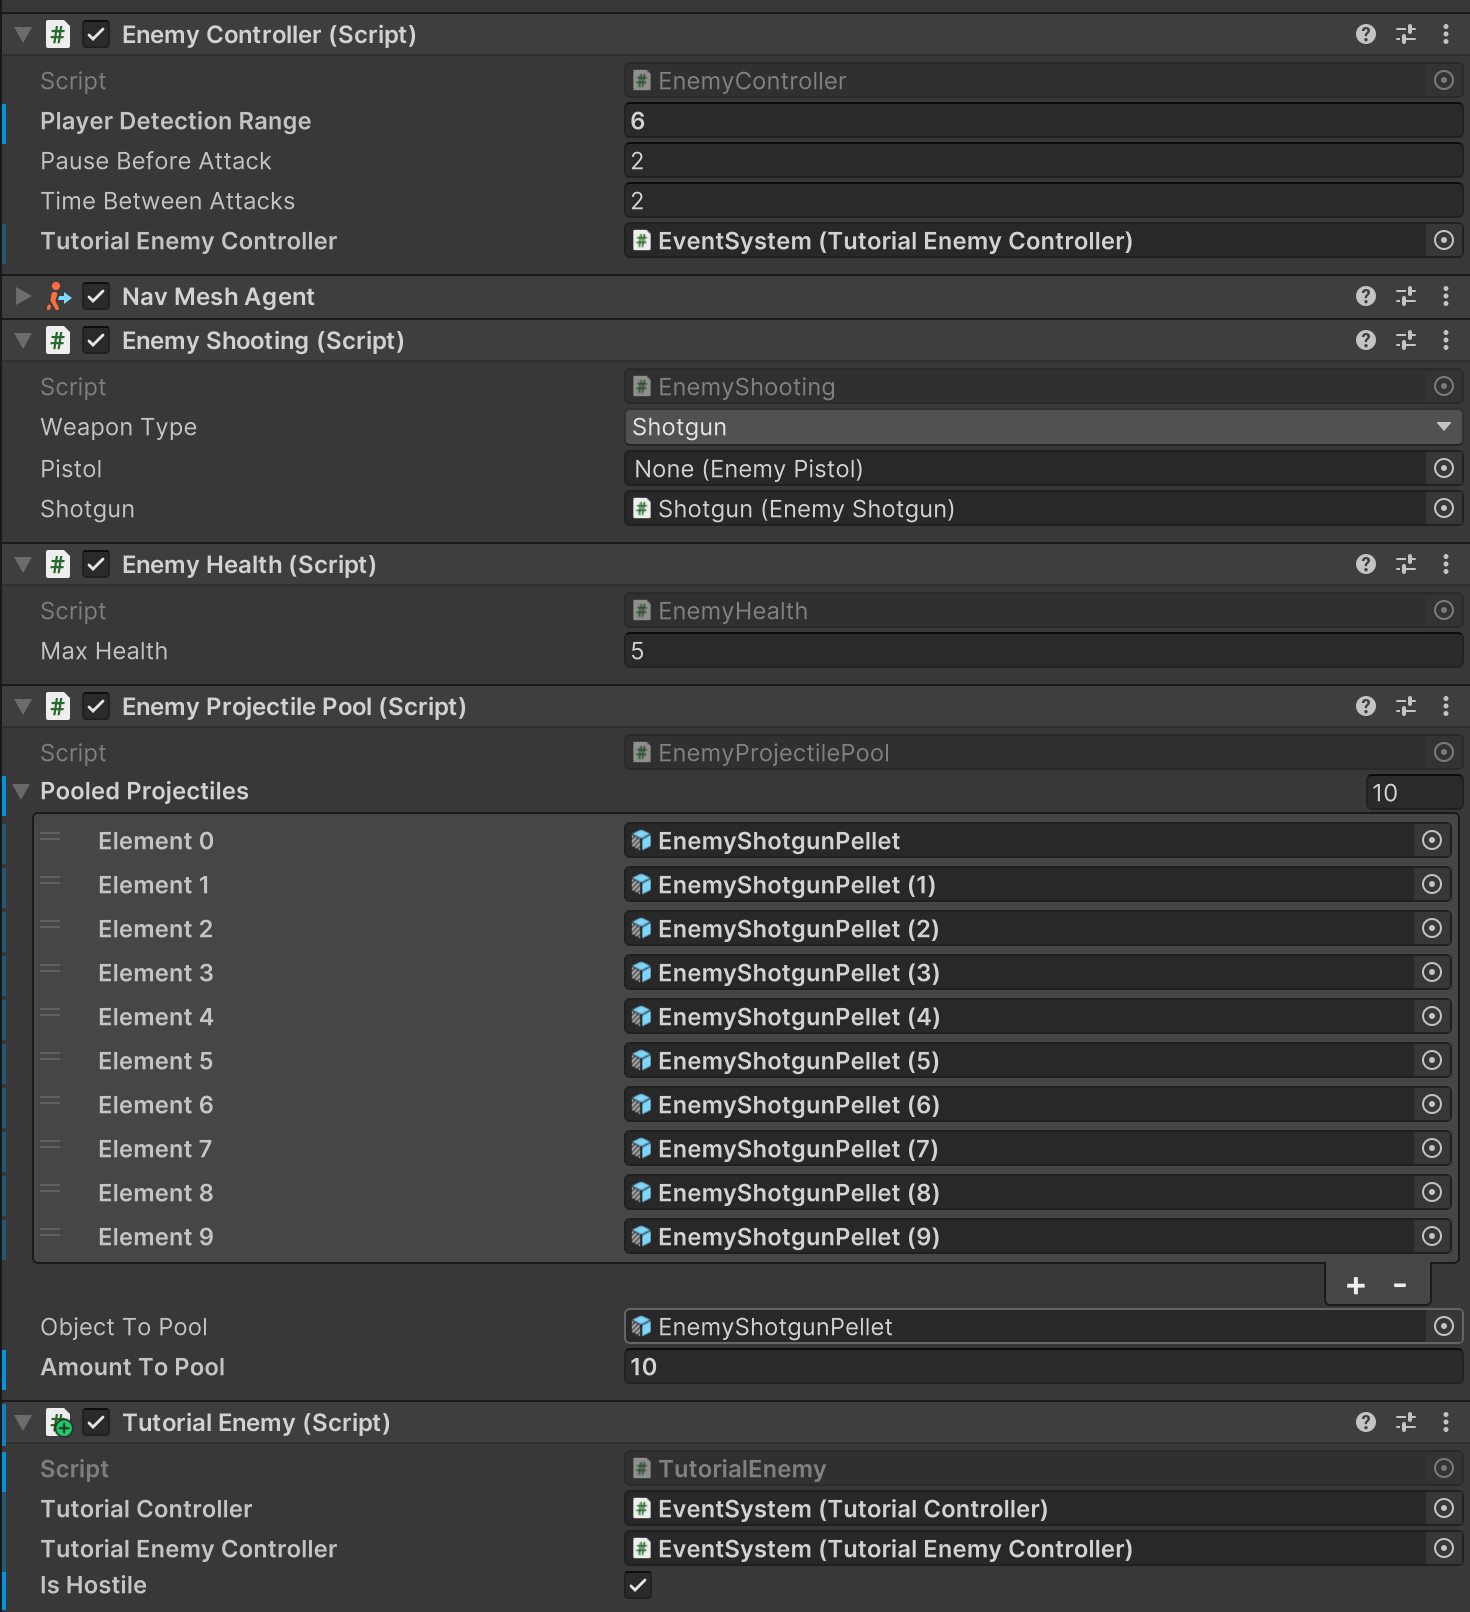 Enemy Controller (Script)
Script EnemyController
Player Detection Range 6
Pause Before Attack 2
Time Between Attacks 2
Tutorial Enemy Controller EventSystem (Tutorial Enemy Controller)
Nav Mesh Agent
Enemy Shooting (Script)
Script EnemyShooting
Weapon Type Shotgun
Pistol None (Enemy Pistol)
Shotgun Shotgun (Enemy Shotgun)
Enemy Health (Script)
Script EnemyHealth
Max Health 5
Enemy Projectile Pool (Script)
Script EnemyProjectilePool
Pooled Projectiles 10
Element 0 EnemyShotgunPellet
Element 1 EnemyShotgunPellet (1)
Element 2 EnemyShotgunPellet (2)
Element 3 EnemyShotgunPellet (3)
Element 4 EnemyShotgunPellet (4)
Element 5 EnemyShotgunPellet (5)
Element 6 EnemyShotgunPellet (6)
Element 7 EnemyShotgunPellet (7)
Element 8 EnemyShotgunPellet (8)
Element 9 EnemyShotgunPellet (9)
+ -
Object To Pool EnemyShotgunPellet
Amount To Pool 10
Tutorial Enemy (Script)
Script TutorialEnemy
Tutorial Controller EventSystem (Tutorial Controller)
Tutorial Enemy Controller EventSystem (Tutorial Enemy Controller)
Is Hostile